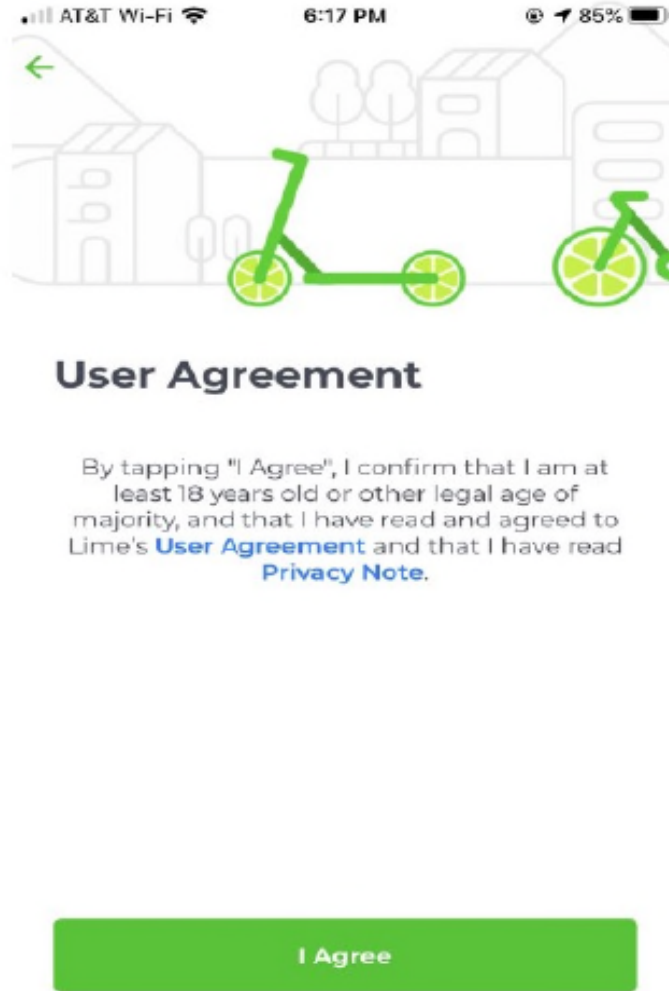 AT&T Wi-Fi 6:17 PM 85%
User Agreement
By tapping "I Agree", I confirm that I am at
least 18 years old or other legal age of
majority, and that I have read and agreed to
Lime's User Agreement and that I have read
Privacy Note.
I Agree